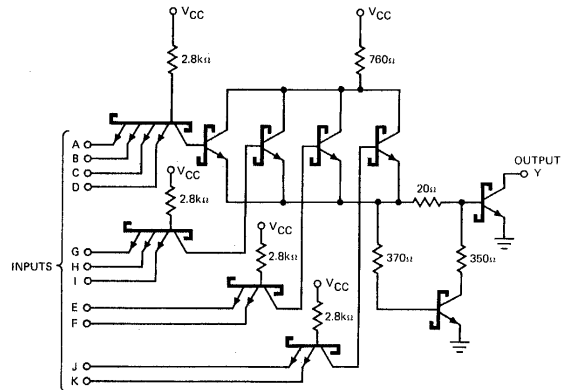 VCC
VCC
2.8kΩ
760Ω
A
B
C
D
VCC
2.8kΩ
OUTPUT
Y
20Ω
VCC
G
H
I
2.8kΩ
370Ω
350Ω
INPUTS
VCC
E
F
2.8kΩ
J
K